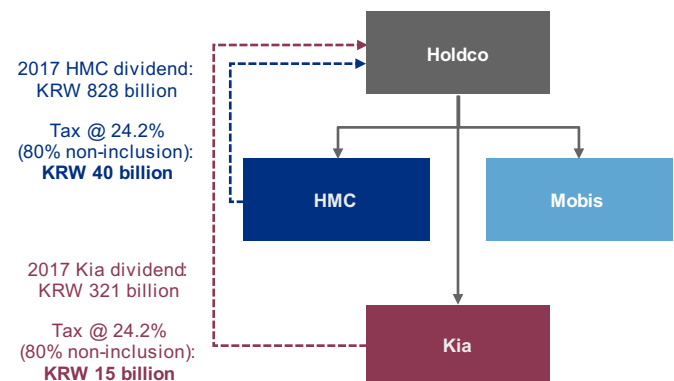 Holdco
2017 HMC dividend:
KRW 828 billion
Tax @ 24.2%
(80% non-inclusion):
KRW 40 billion
HMC
Mobis
2017 Kia dividend:
KRW 321 billion
Tax @ 24.2%
(80% non-inclusion):
KRW 15 billion
Kia